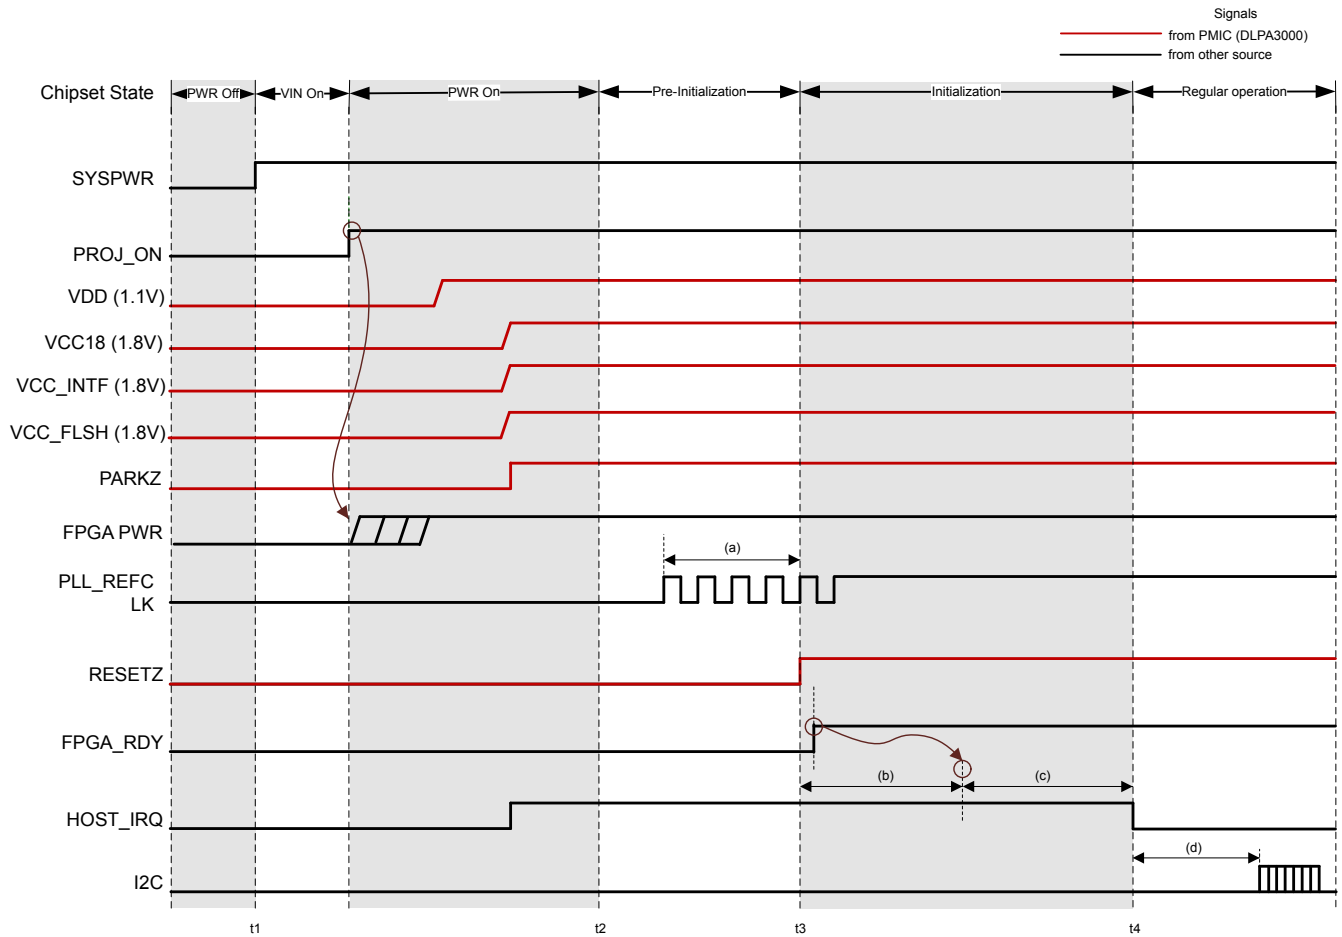 Signals
from PMIC (DLPA3000)
from other source
Chipset State
PWR Off
VIN On
PWR On
Pre-Initialization
Initialization
Regular operation
SYSPWR
PROJ_ON
VDD (1.1V)
VCC18 (1.8V)
VCC_INTF (1.8V)
VCC_FLSH (1.8V)
PARKZ
FPGA PWR
(a)
PLL_REFC
LK
RESETZ
FPGA_RDY
(b)
(c)
HOST_IRQ
(d)
I2C
t1
t2
t3
t4